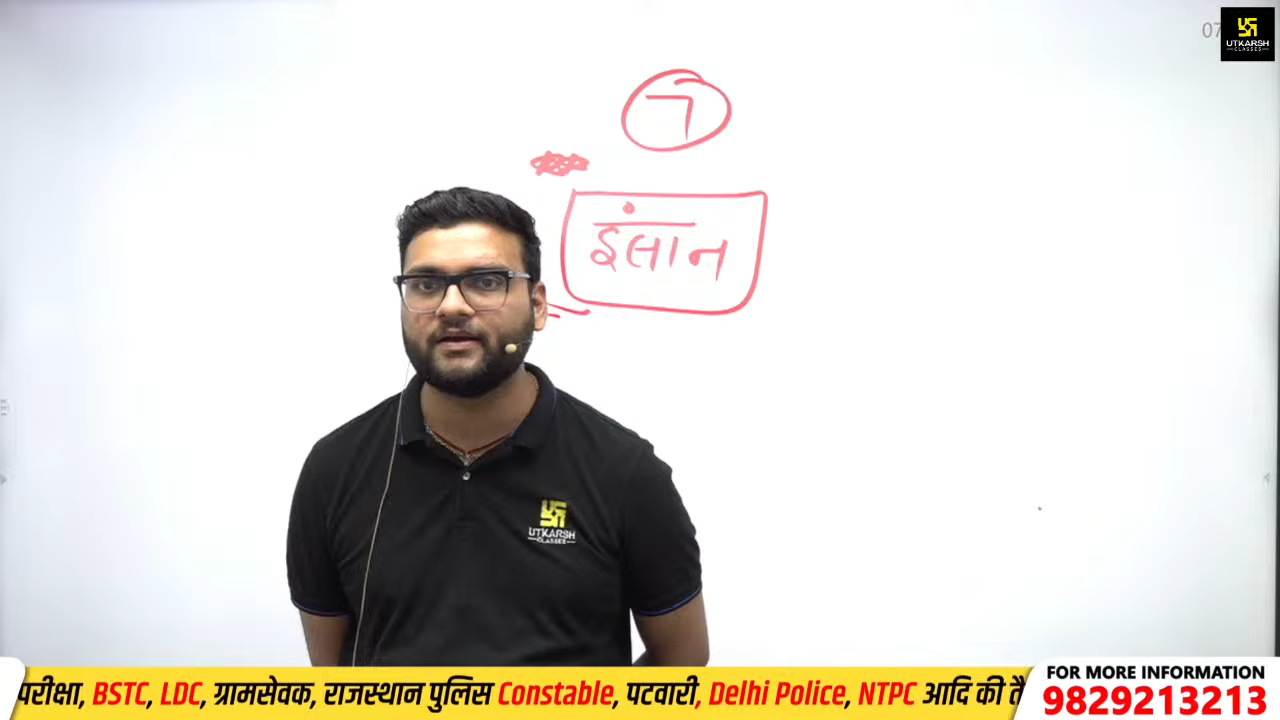 07
UTKARSH
CLASSES
7
इंसान
UTKARSH
CLASSES
परीक्षा, BSTC, LDC, ग्रामसेवक, राजस्थान पुलिस Constable, पटवारी, Delhi Police, NTPC आदि की तै
FOR MORE INFORMATION
9829213213